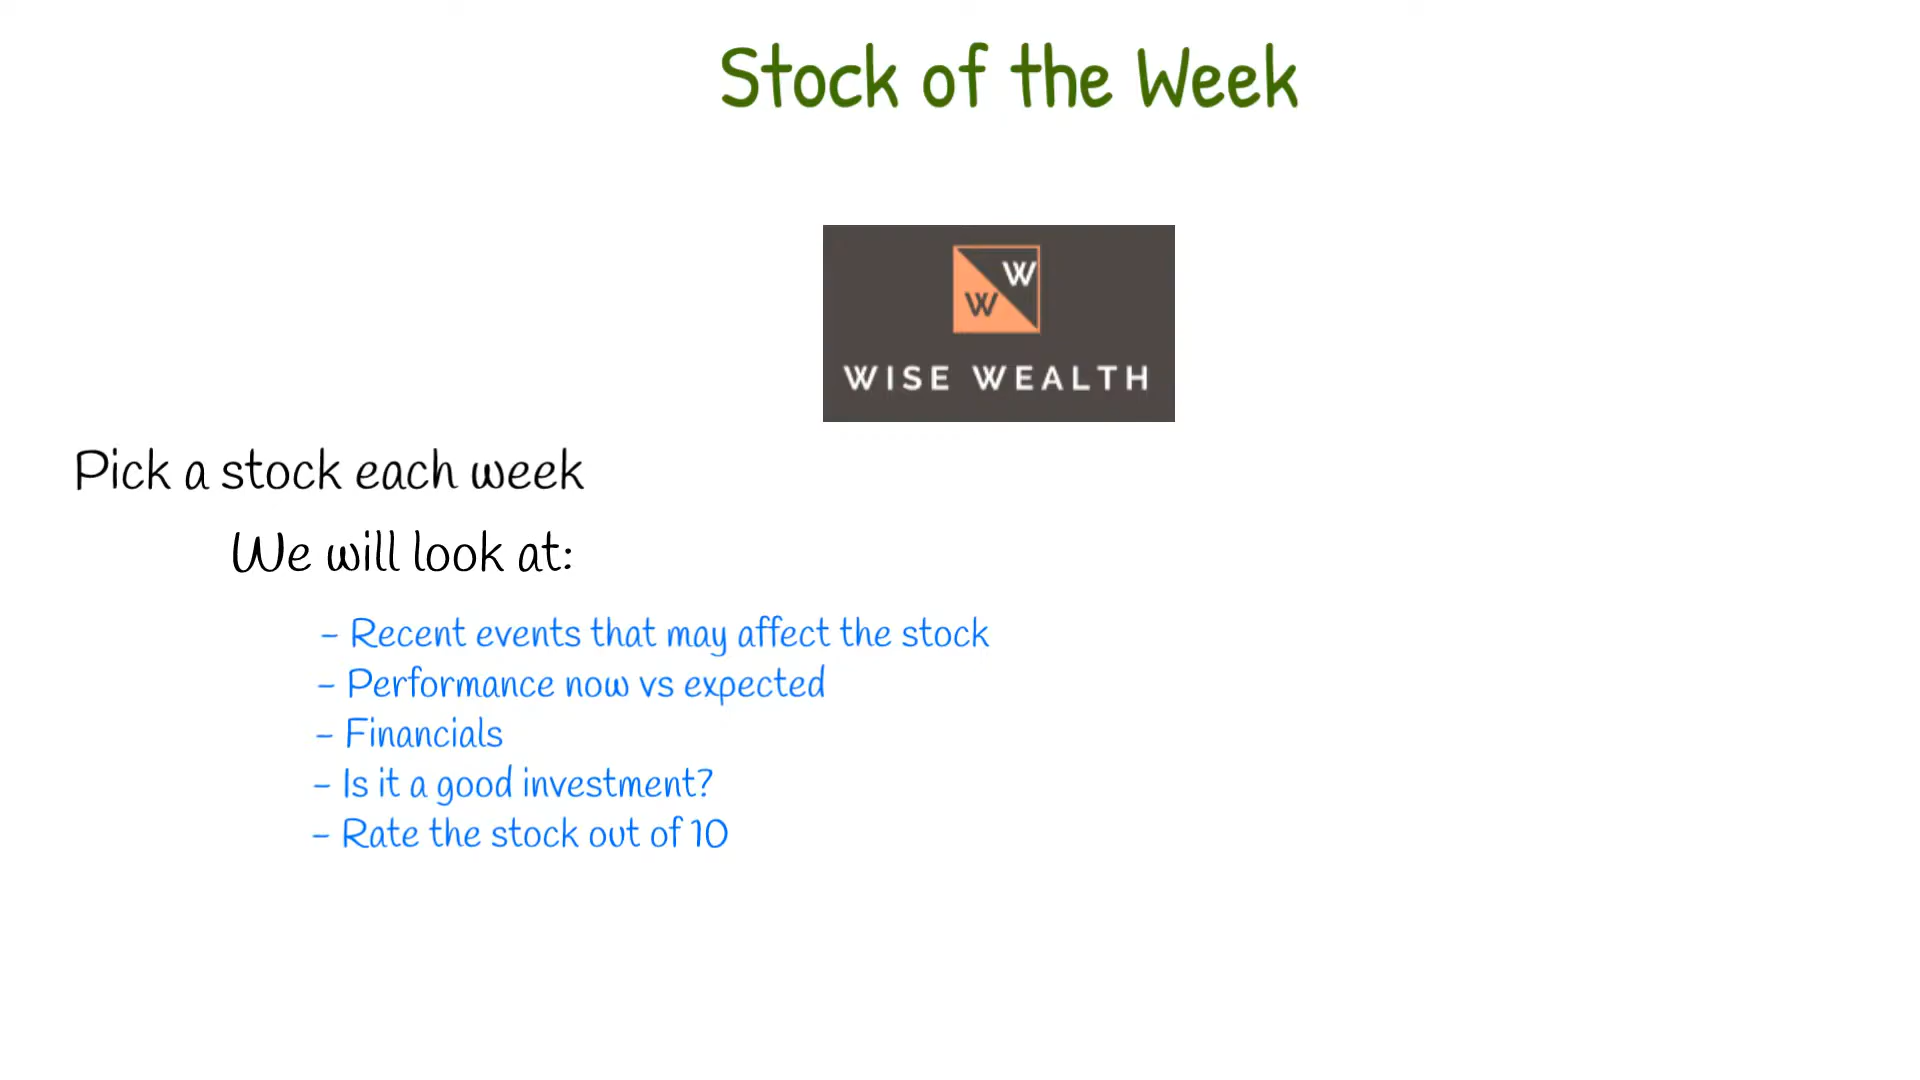 Stock of the Week
W
W
WISE WEALTH
Pick a stock each week
We will look at:
- Recent events that may affect the stock
- Performance now vs expected
- Financials
- Is it a good investment?
- Rate the stock out of 10